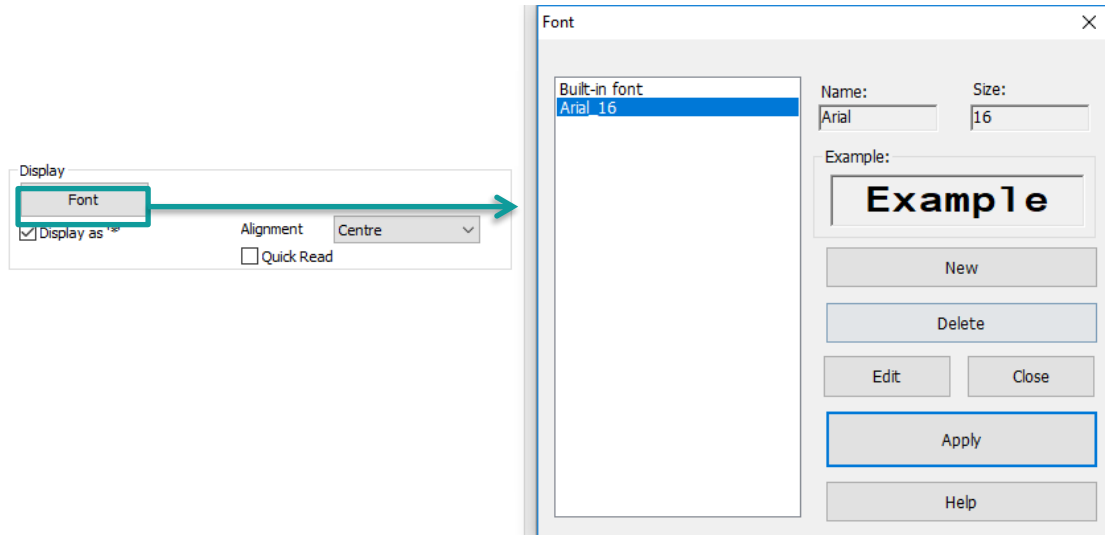 Display
Font
Display as '*'
Alignment
Centre
Quick Read
Font
Built-in font
Arial_16
Name:
Size:
Arial
16
Example:
Example
New
Delete
Edit
Close
Apply
Help